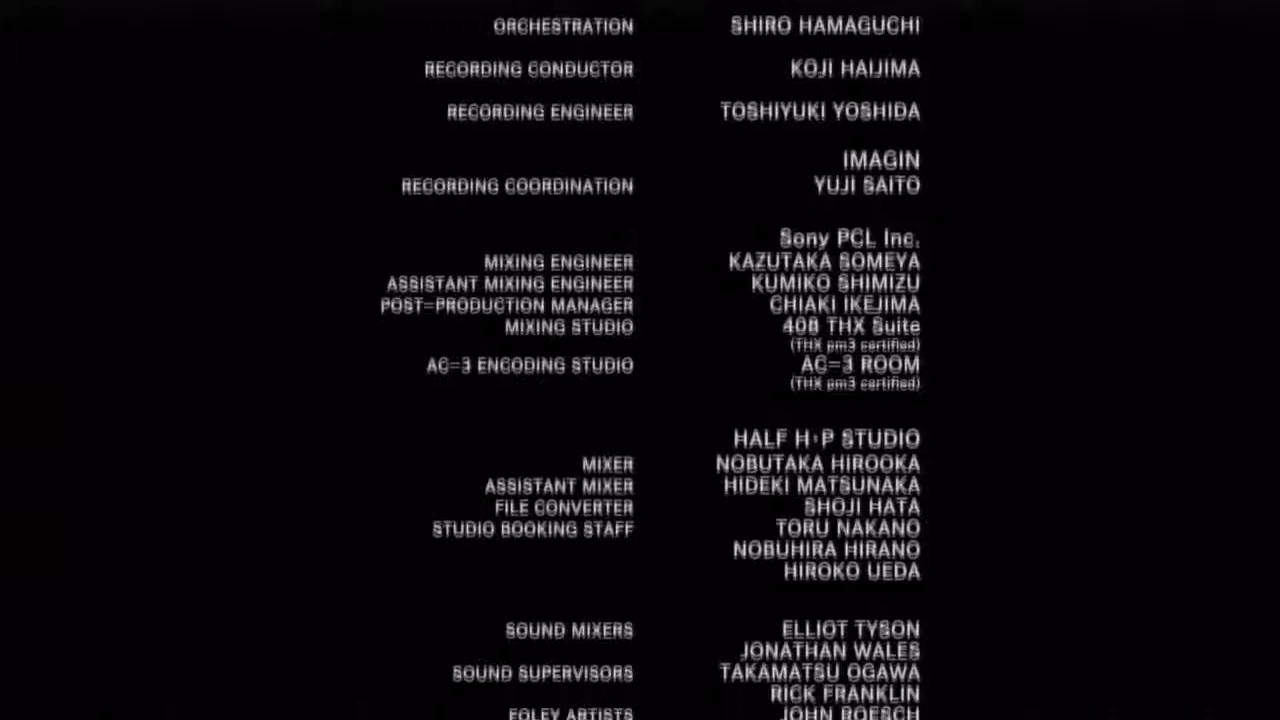 ORCHESTRATION SHIRO HAMAGUCHI
RECORDING CONDUCTOR KOJI HAIJIMA
RECORDING ENGINEER TOSHIYUKI YOSHIDA
IMAGIN
RECORDING COORDINATION YUJI SAITO
Sony PCL Inc.
MIXING ENGINEER KAZUTAKA SOMEYA
ASSISTANT MIXING ENGINEER KUMIKO SHIMIZU
POST-PRODUCTION MANAGER CHIAKI IKEJIMA
MIXING STUDIO 408 THX Suite
(THX pm3 certified)
AC-3 ENCODING STUDIO AC-3 ROOM
(THX pm3 certified)
HALF H·P STUDIO
MIXER NOBUTAKA HIROOKA
ASSISTANT MIXER HIDEKI MATSUNAKA
FILE CONVERTER SHOJI HATA
STUDIO BOOKING STAFF TORU NAKANO
NOBUHIRA HIRANO
HIROKO UEDA
SOUND MIXERS ELLIOT TYSON
JONATHAN WALES
SOUND SUPERVISORS TAKAMATSU OGAWA
RICK FRANKLIN
FOLEY ARTISTS JOHN ROESCH